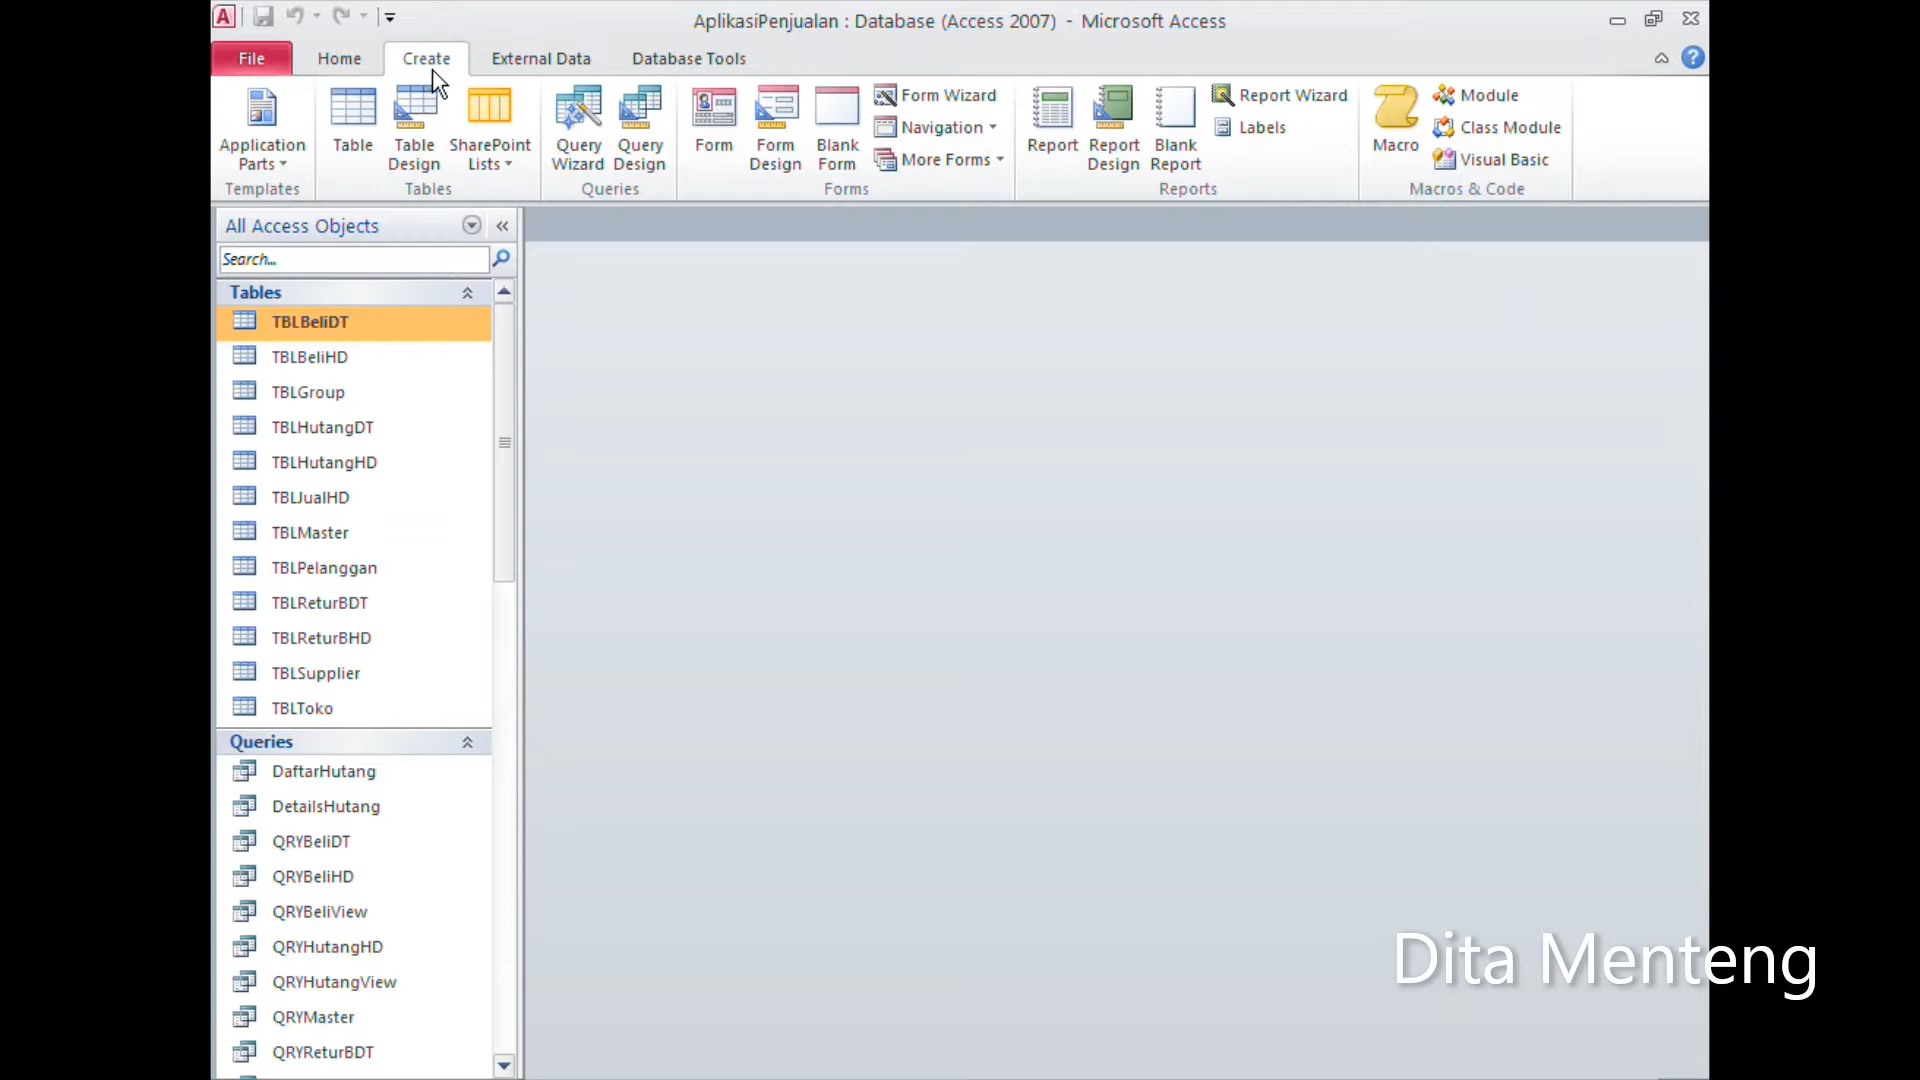 AplikasiPenjualan : Database (Access 2007) - Microsoft Access
File Home Create External Data Database Tools
Application Parts
Table
Table Design
SharePoint Lists
Query Wizard
Query Design
Form
Form Design
Blank Form
Form Wizard
Navigation
More Forms
Report
Report Design
Blank Report
Report Wizard
Labels
Macro
Module
Class Module
Visual Basic
Templates Tables Queries Forms Reports Macros & Code
All Access Objects
Search...
Tables
TBLBeliDT
TBLBeliHD
TBLGroup
TBLHutangDT
TBLHutangHD
TBLJualHD
TBLMaster
TBLPelanggan
TBLReturBDT
TBLReturBHD
TBLSupplier
TBLToko
Queries
DaftarHutang
DetailsHutang
QRYBeliDT
QRYBeliHD
QRYBeliView
QRYHutangHD
QRYHutangView
QRYMaster
QRYReturBDT
Dita Menteng